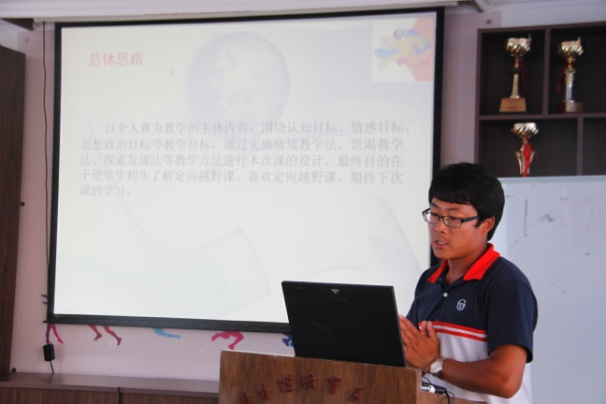 总体思路
以个人赛为教学的主体内容、围绕认知目标、情感目标、
思想政治目标等教学目标，通过实施情境教学法、饥渴教学
法、探索发现法等教学方法进行本次课的设计。最终目的在
于使学生初步了解定向越野课、喜欢定向越野课、期待下次
课的学习。